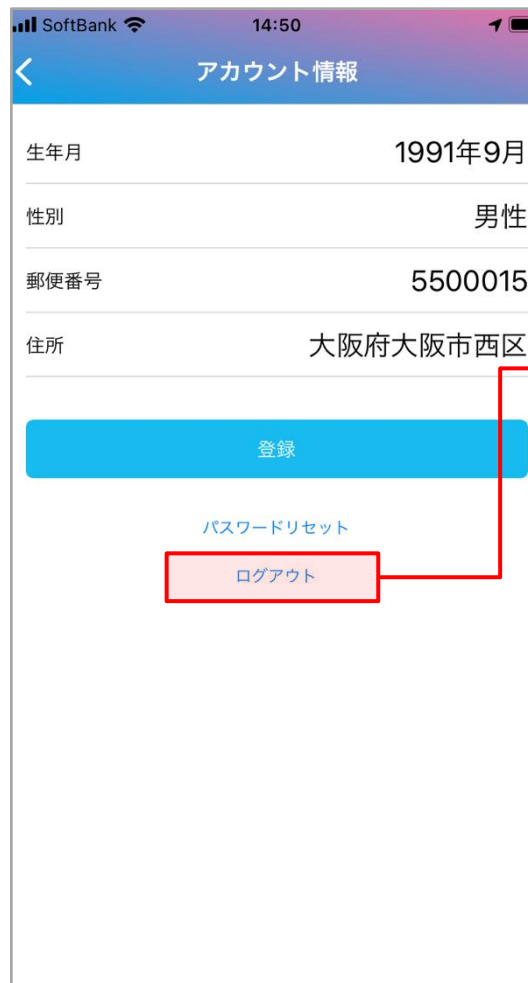 SoftBank 14:50
アカウント情報
生年月 1991年9月
性別 男性
郵便番号 5500015
住所 大阪府大阪市西区
登録
パスワードリセット
ログアウト